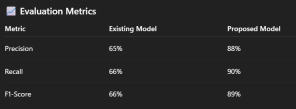 📈 Evaluation Metrics
Metric Existing Model Proposed Model
Precision 65% 88%
Recall 66% 90%
F1-Score 66% 89%